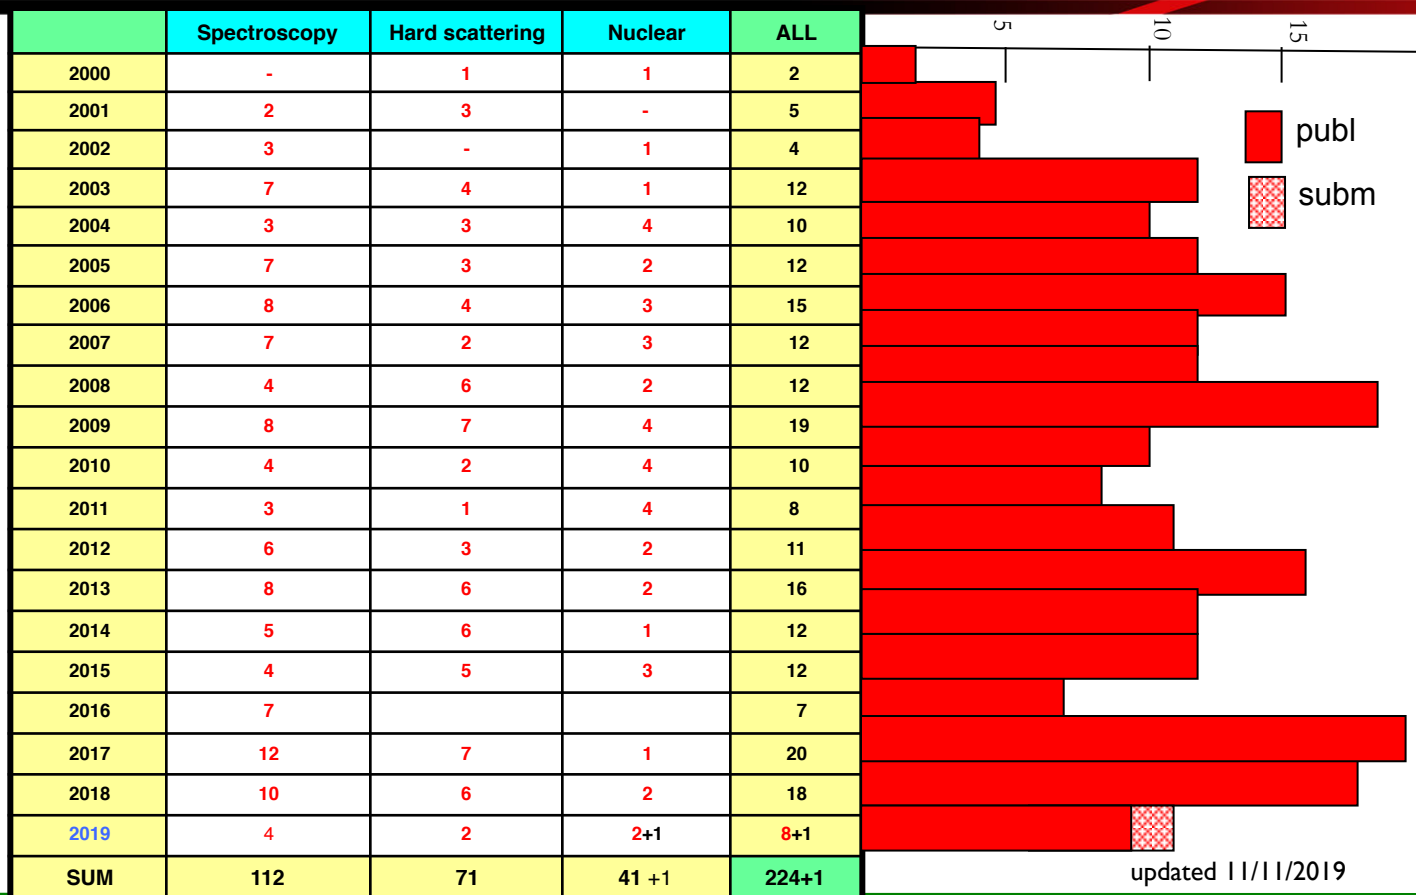 Spectroscopy Hard scattering Nuclear ALL
2000 - 1 1 2
2001 2 3 - 5
2002 3 - 1 4
2003 7 4 1 12
2004 3 3 4 10
2005 7 3 2 12
2006 8 4 3 15
2007 7 2 3 12
2008 4 6 2 12
2009 8 7 4 19
2010 4 2 4 10
2011 3 1 4 8
2012 6 3 2 11
2013 8 6 2 16
2014 5 6 1 12
2015 4 5 3 12
2016 7 7
2017 12 7 1 20
2018 10 6 2 18
2019 4 2 2+1 8+1
SUM 112 71 41 +1 224+1
5 10 15
publ
subm
updated 11/11/2019